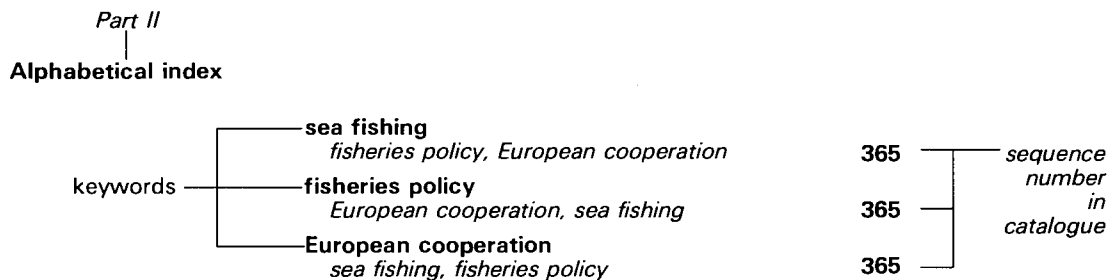 Part II
Alphabetical index
sea fishing
fisheries policy, European cooperation 365
keywords fisheries policy
European cooperation, sea fishing 365
European cooperation
sea fishing, fisheries policy 365
sequence
number
in
catalogue